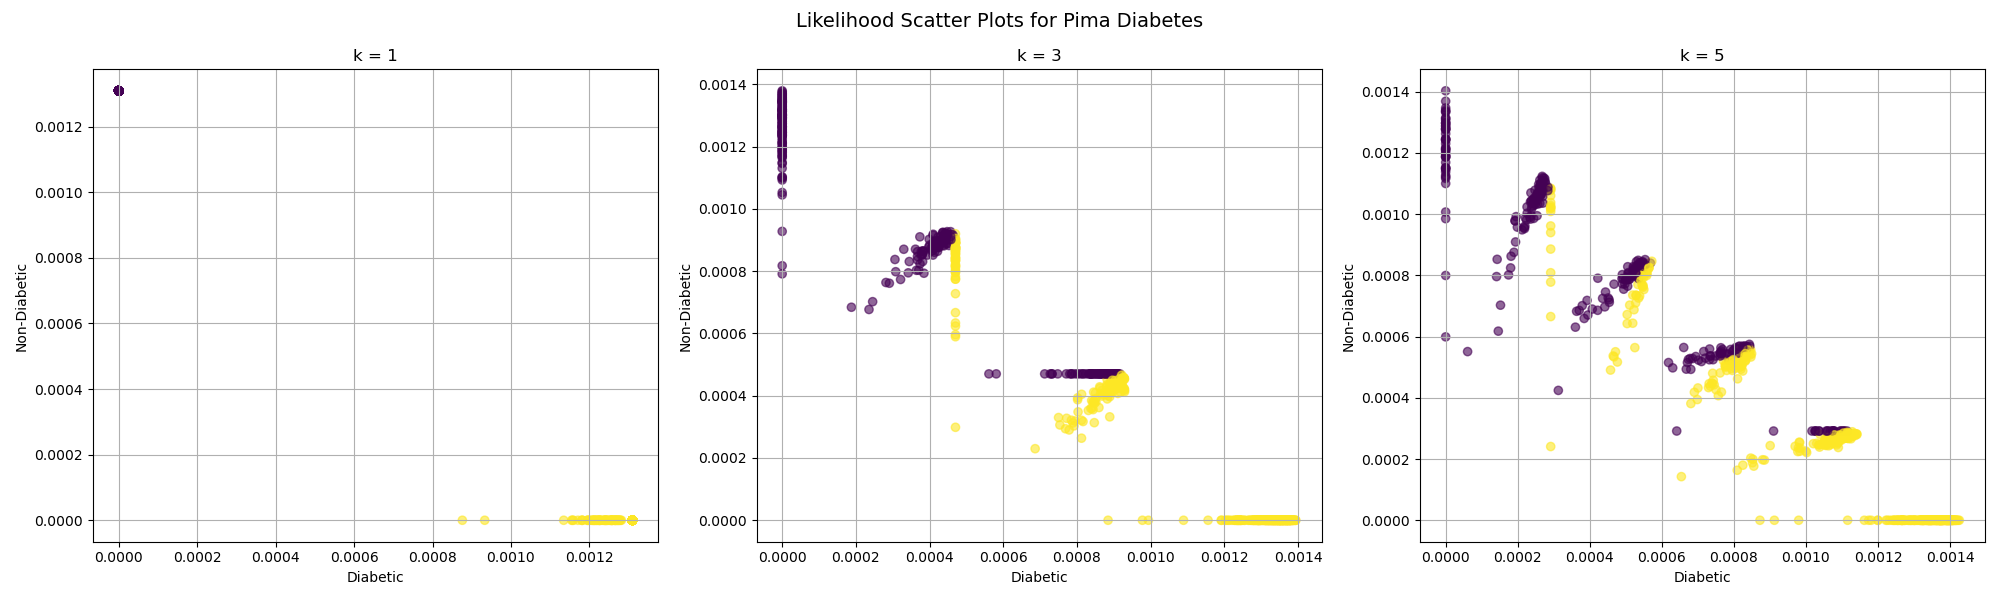 Likelihood Scatter Plots for Pima Diabetes
k = 1
0.0012
0.0010
0.0008
0.0006
0.0004
0.0002
0.0000
Non-Diabetic
0.0000 0.0002 0.0004 0.0006 0.0008 0.0010 0.0012
Diabetic
k = 3
0.0014
0.0012
0.0010
0.0008
0.0006
0.0004
0.0002
0.0000
Non-Diabetic
0.0000 0.0002 0.0004 0.0006 0.0008 0.0010 0.0012 0.0014
Diabetic
k = 5
0.0014
0.0012
0.0010
0.0008
0.0006
0.0004
0.0002
0.0000
Non-Diabetic
0.0000 0.0002 0.0004 0.0006 0.0008 0.0010 0.0012 0.0014
Diabetic